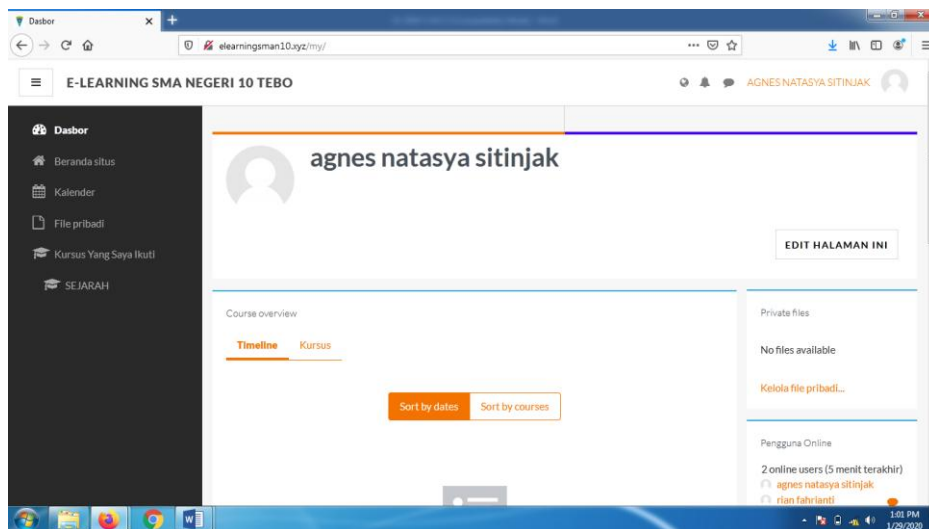 Dasbor
elearningsman10.xyz/my/
E-LEARNING SMA NEGERI 10 TEBO
AGNES NATASYA SITINJAK
Dasbor
Beranda situs
Kalender
File pribadi
Kursus Yang Saya Ikuti
SEJARAH
agnes natasya sitinjak
EDIT HALAMAN INI
Course overview
Timeline Kursus
Sort by dates Sort by courses
Private files
No files available
Kelola file pribadi...
Pengguna Online
2 online users (5 menit terakhir)
agnes natasya sitinjak
rian fahrianti
1:01 PM
1/29/2020